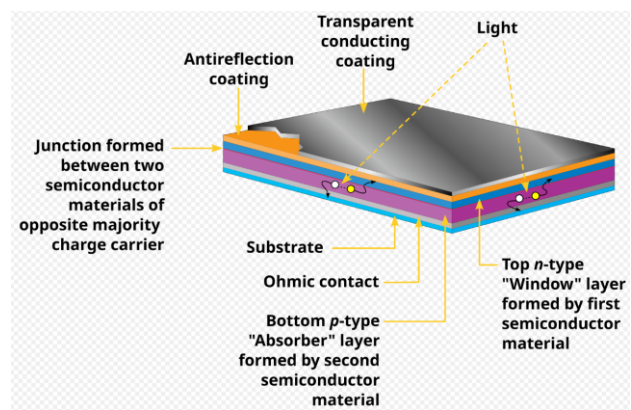 Transparent
conducting
coating
Light
Antireflection
coating
Junction formed
between two
semiconductor
materials of
opposite majority
charge carrier
Substrate
Ohmic contact
Bottom p-type
"Absorber" layer
formed by second
semiconductor
material
Top n-type
"Window" layer
formed by first
semiconductor
material